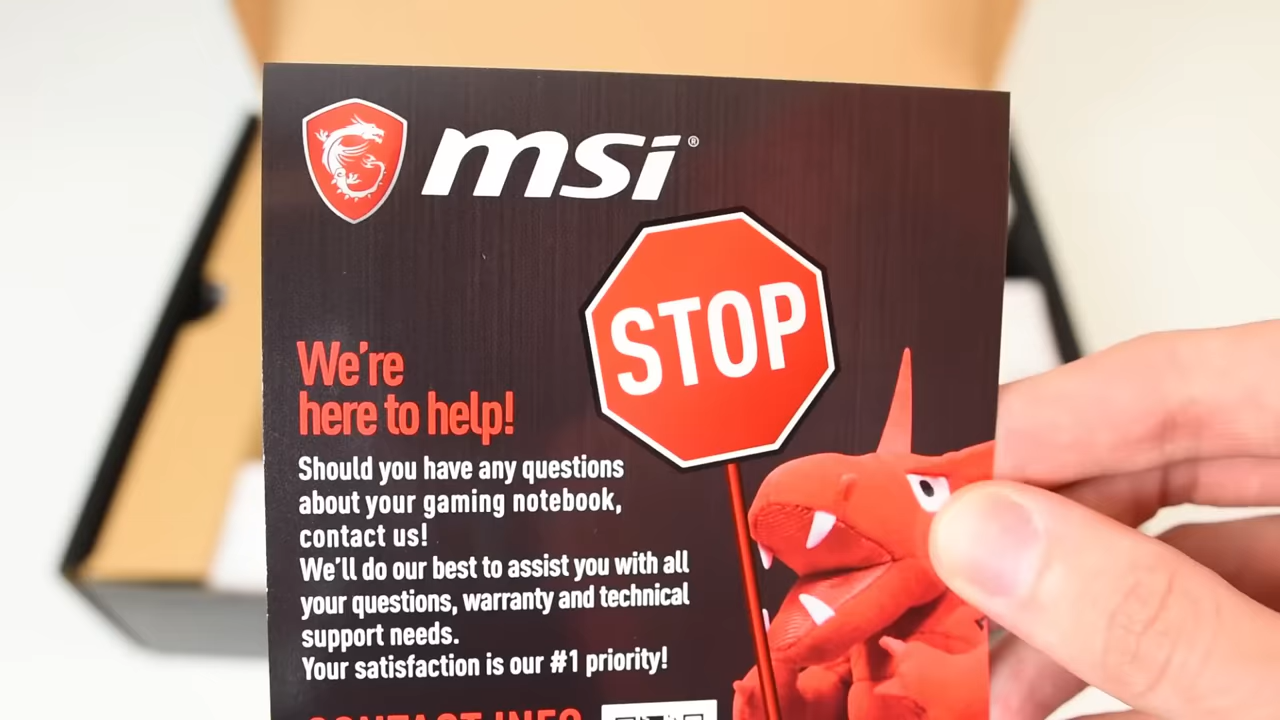 msi®
STOP
We're
here to help!
Should you have any questions
about your gaming notebook,
contact us!
We'll do our best to assist you with all
your questions, warranty and technical
support needs.
Your satisfaction is our #1 priority!
CONTACT INFO